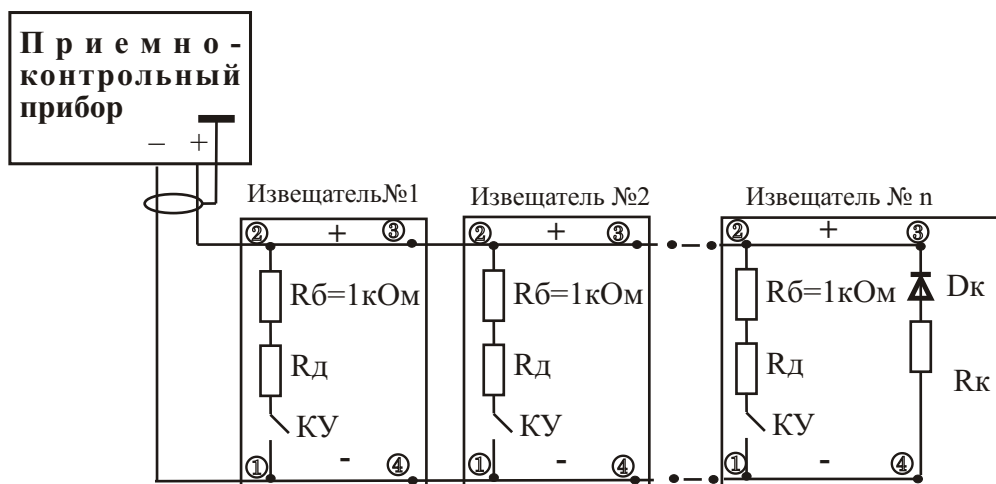 Приемно-
контрольный
прибор
– +
Извещатель№1
Извещатель №2
Извещатель № n
② + ③
② + ③
② + ③
Rб=1кОм
Rб=1кОм
Rб=1кОм
Dк
Rд
Rд
Rд
Rк
КУ
КУ
КУ
① - ④
① - ④
① - ④